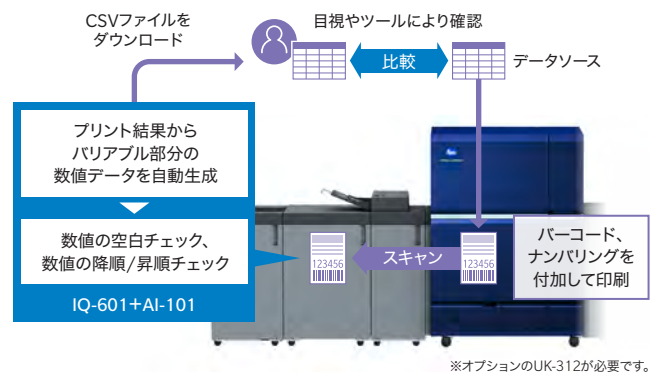 CSVファイルを
ダウンロード
目視やツールにより確認
比較
データソース
プリント結果から
バリアブル部分の
数値データを自動生成
数値の空白チェック、
数値の降順/昇順チェック
IQ-601+AI-101
123456
スキャン
123456
バーコード、
ナンバリングを
付加して印刷
※オプションのUK-312が必要です。